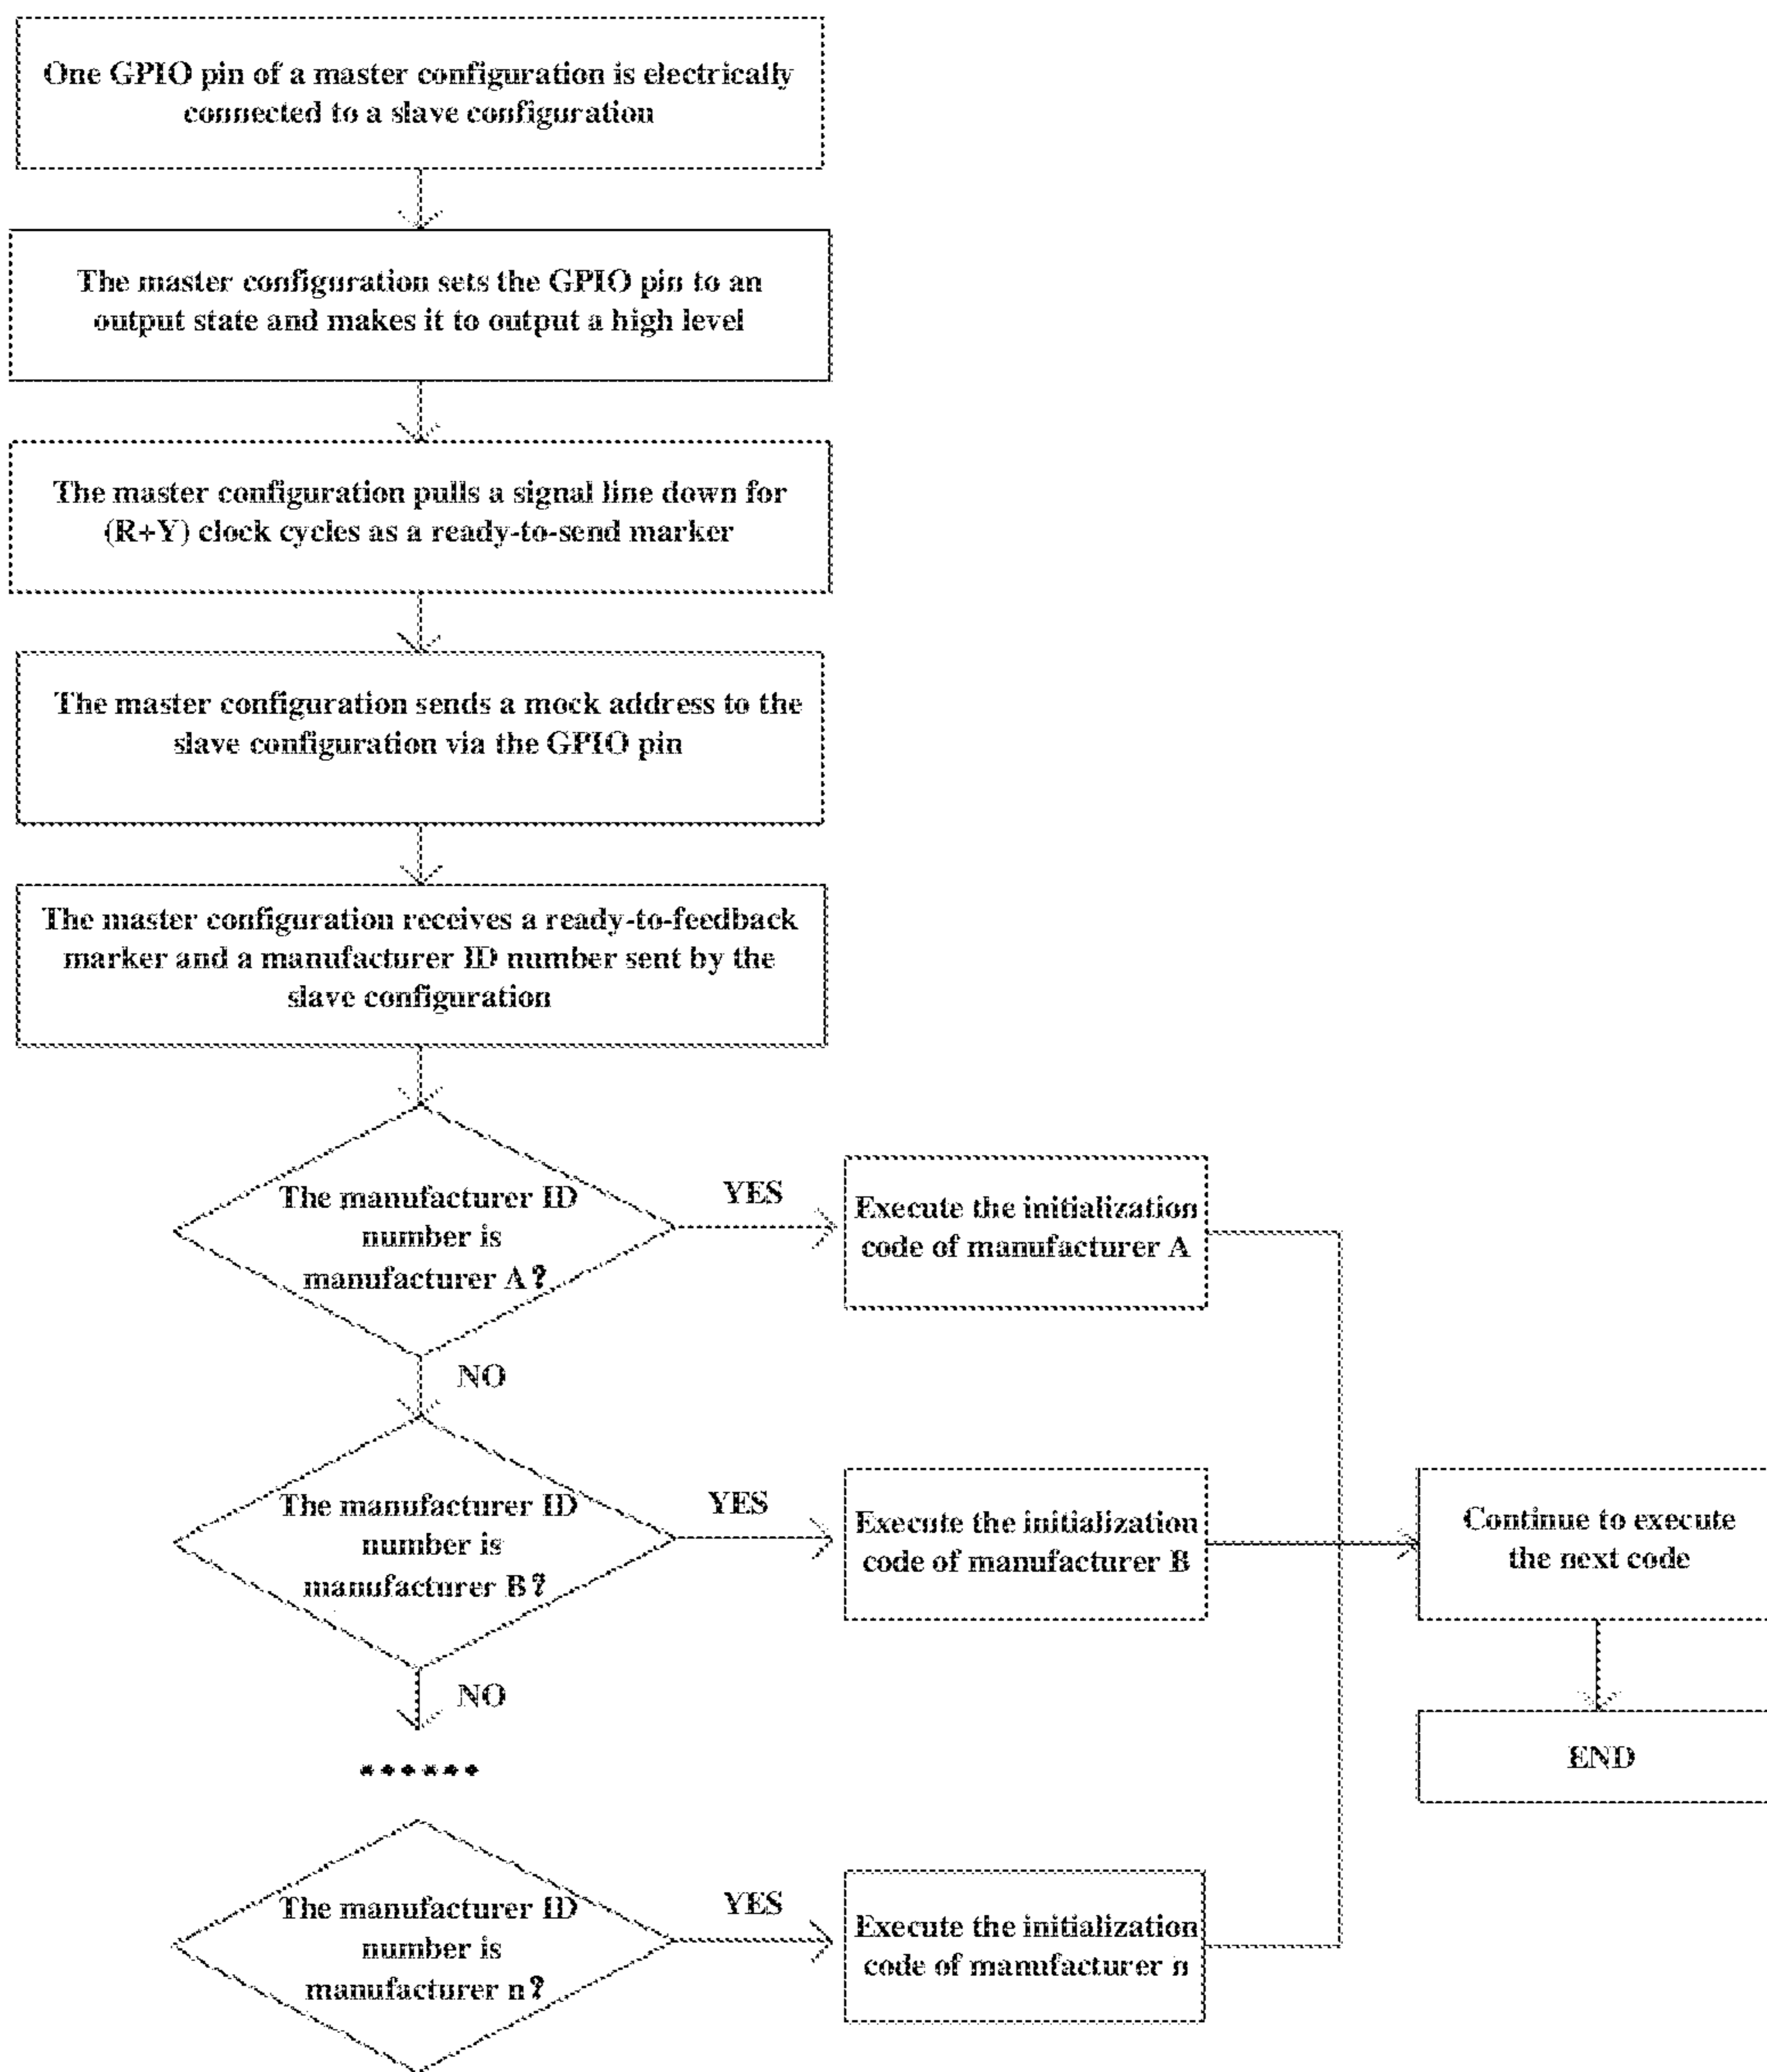 One GPIO pin of a master configuration is electrically
connected to a slave configuration
The master configuration sets the GPIO pin to an
output state and makes it to output a high level
The master configuration pulls a signal line down for
(R+Y) clock cycles as a ready-to-send marker
The master configuration sends a mock address to the
slave configuration via the GPIO pin
The master configuration receives a ready-to-feedback
marker and a manufacturer ID number sent by the
slave configuration
The manufacturer ID
number is
manufacturer A?
YES
Execute the initialization
code of manufacturer A
NO
The manufacturer ID
number is
manufacturer B?
YES
Execute the initialization
code of manufacturer B
Continue to execute
the next code
NO
END
......
The manufacturer ID
number is
manufacturer n?
YES
Execute the initialization
code of manufacturer n